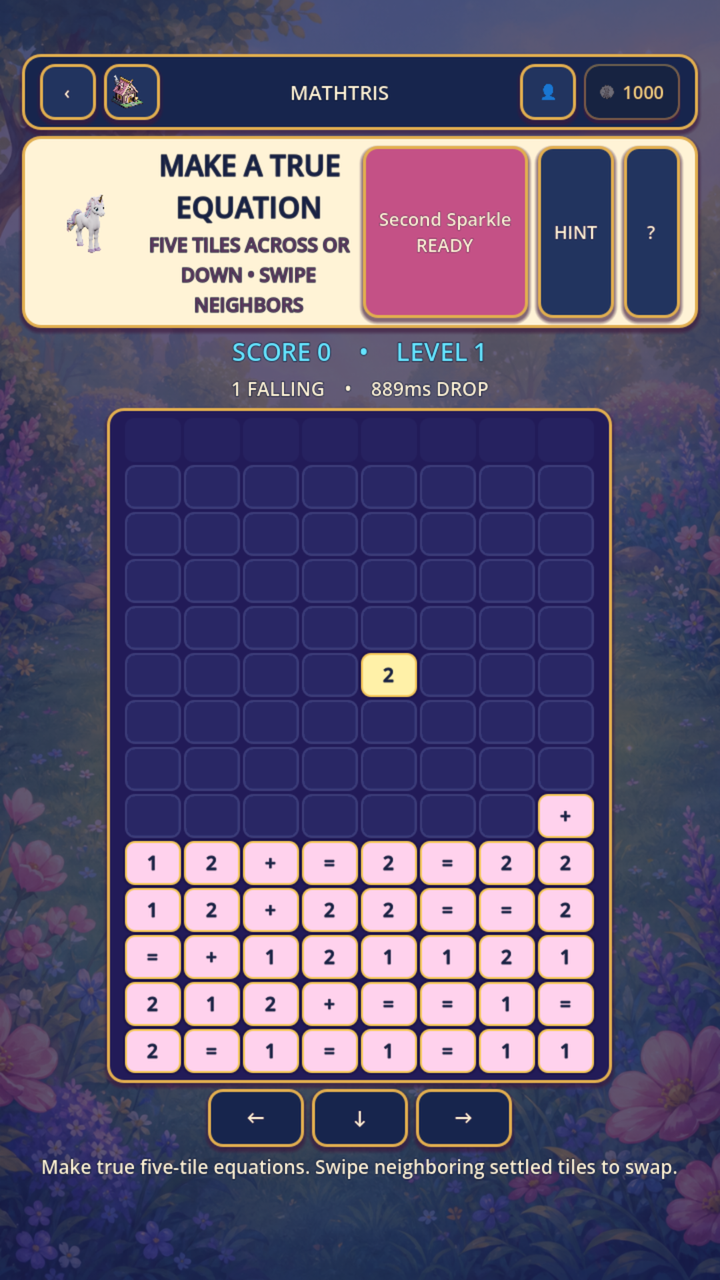 ‹
MATHTRIS
1000
MAKE A TRUE
EQUATION
FIVE TILES ACROSS OR
DOWN • SWIPE
NEIGHBORS
Second Sparkle
READY
HINT
?
SCORE 0 • LEVEL 1
1 FALLING • 889ms DROP
2
+
1 2 + = 2 = 2 2
1 2 + 2 2 = = 2
= + 1 2 1 1 2 1
2 1 2 + = = 1 =
2 = 1 = 1 = 1 1
← ↓ →
Make true five-tile equations. Swipe neighboring settled tiles to swap.